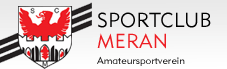 S C
SPORTCLUB
MERAN
Amateursportverein